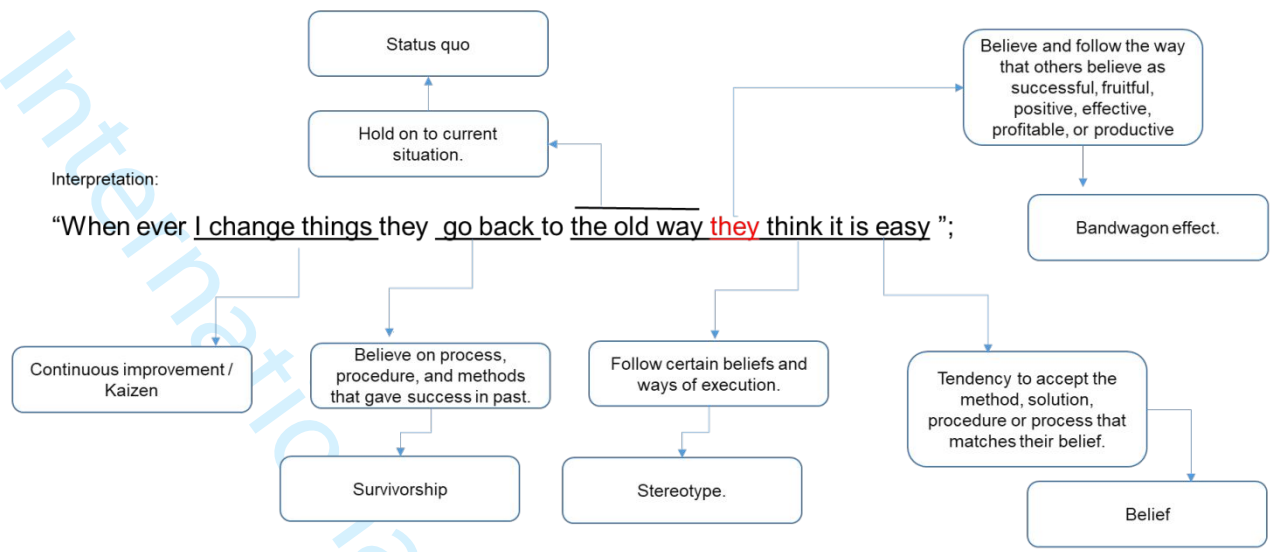 Status quo
Believe and follow the way
that others believe as
successful, fruitful,
positive, effective,
profitable, or productive
Hold on to current
situation.
Interpretation:
“When ever I change things they go back to the old way they think it is easy ”;
Bandwagon effect.
Continuous improvement /
Kaizen
Believe on process,
procedure, and methods
that gave success in past.
Follow certain beliefs and
ways of execution.
Tendency to accept the
method, solution,
procedure or process that
matches their belief.
Survivorship
Stereotype.
Belief